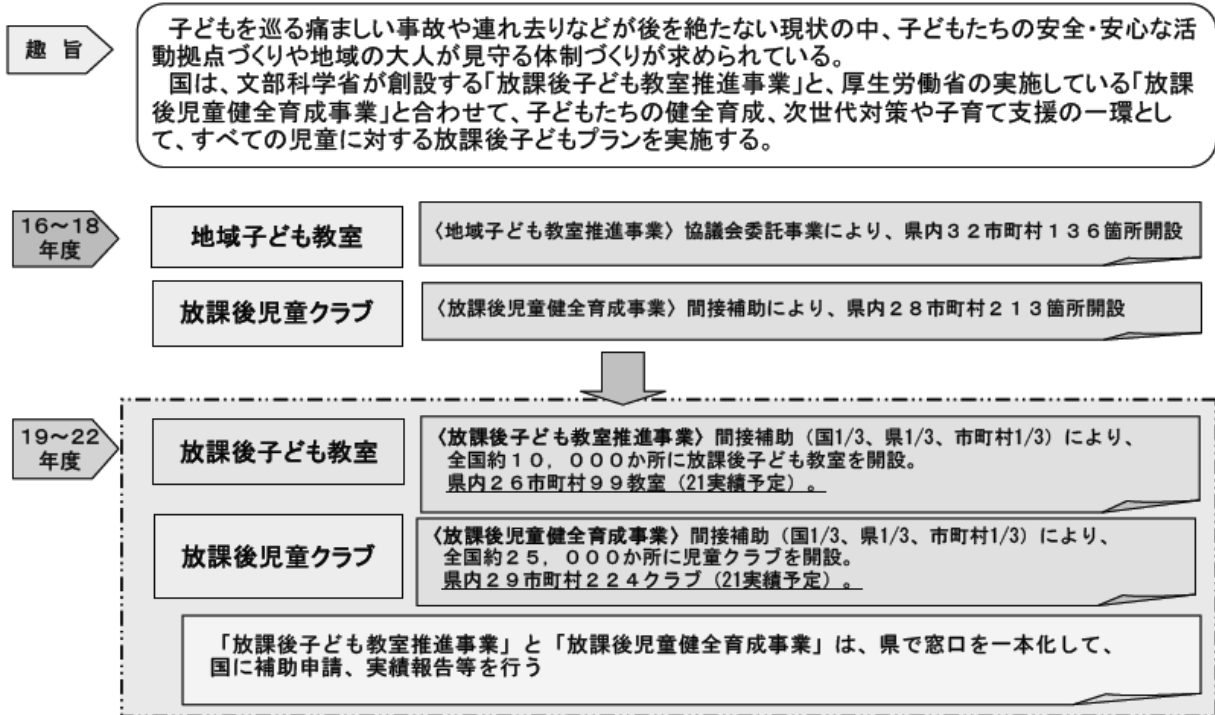 趣 旨
子どもを巡る痛ましい事故や連れ去りなどが後を絶たない現状の中、子どもたちの安全・安心な活
動拠点づくりや地域の大人が見守る体制づくりが求められている。
国は、文部科学省が創設する「放課後子ども教室推進事業」と、厚生労働省の実施している「放課
後児童健全育成事業」と合わせて、子どもたちの健全育成、次世代対策や子育て支援の一環とし
て、すべての児童に対する放課後子どもプランを実施する。
16～18
年度
地域子ども教室
〈地域子ども教室推進事業〉協議会委託事業により、県内３２市町村１３６箇所開設
放課後児童クラブ
〈放課後児童健全育成事業〉間接補助により、県内２８市町村２１３箇所開設
19～22
年度
放課後子ども教室
〈放課後子ども教室推進事業〉間接補助（国1/3、県1/3、市町村1/3）により、
全国約１０，０００か所に放課後子ども教室を開設。
県内２６市町村９９教室（21実績予定）。
放課後児童クラブ
〈放課後児童健全育成事業〉間接補助（国1/3、県1/3、市町村1/3）により、
全国約２５，０００か所に児童クラブを開設。
県内２９市町村２２４クラブ（21実績予定）。
「放課後子ども教室推進事業」と「放課後児童健全育成事業」は、県で窓口を一本化して、
国に補助申請、実績報告等を行う